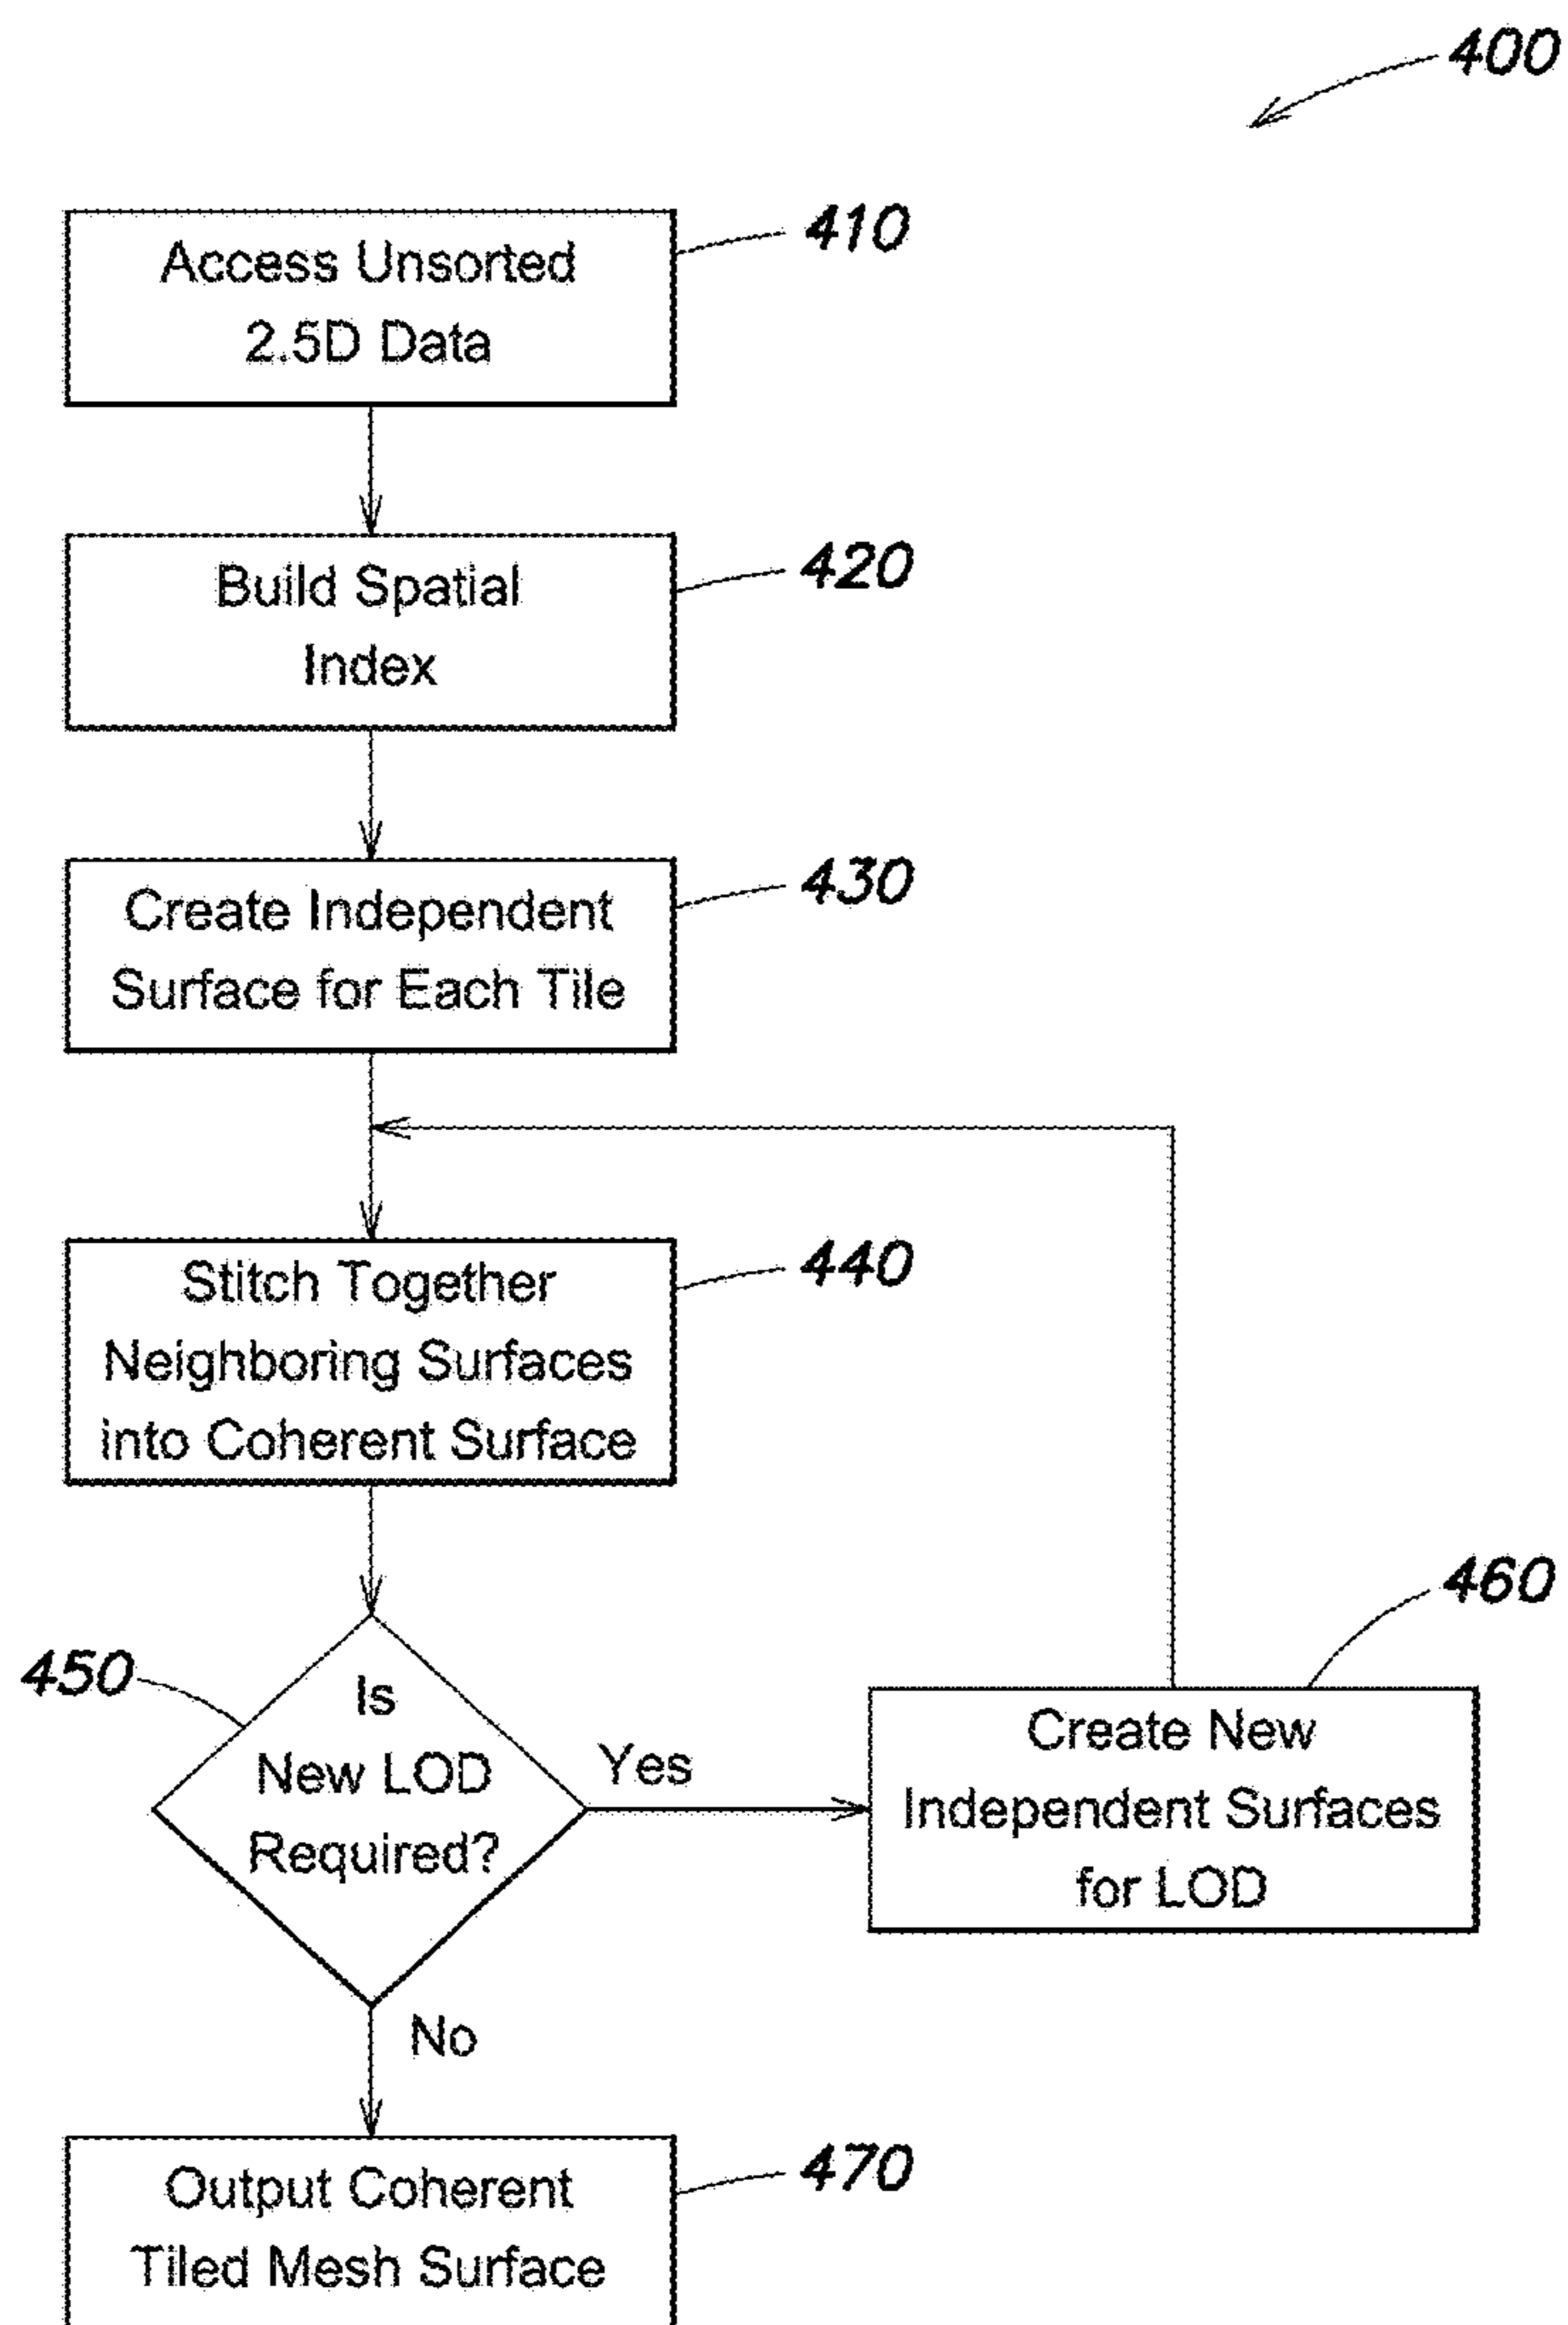 400
Access Unsorted
2.5D Data
410
Build Spatial
Index
420
Create Independent
Surface for Each Tile
430
Stitch Together
Neighboring Surfaces
into Coherent Surface
440
450
Is
New LOD
Required?
Yes
460
Create New
Independent Surfaces
for LOD
No
Output Coherent
Tiled Mesh Surface
470